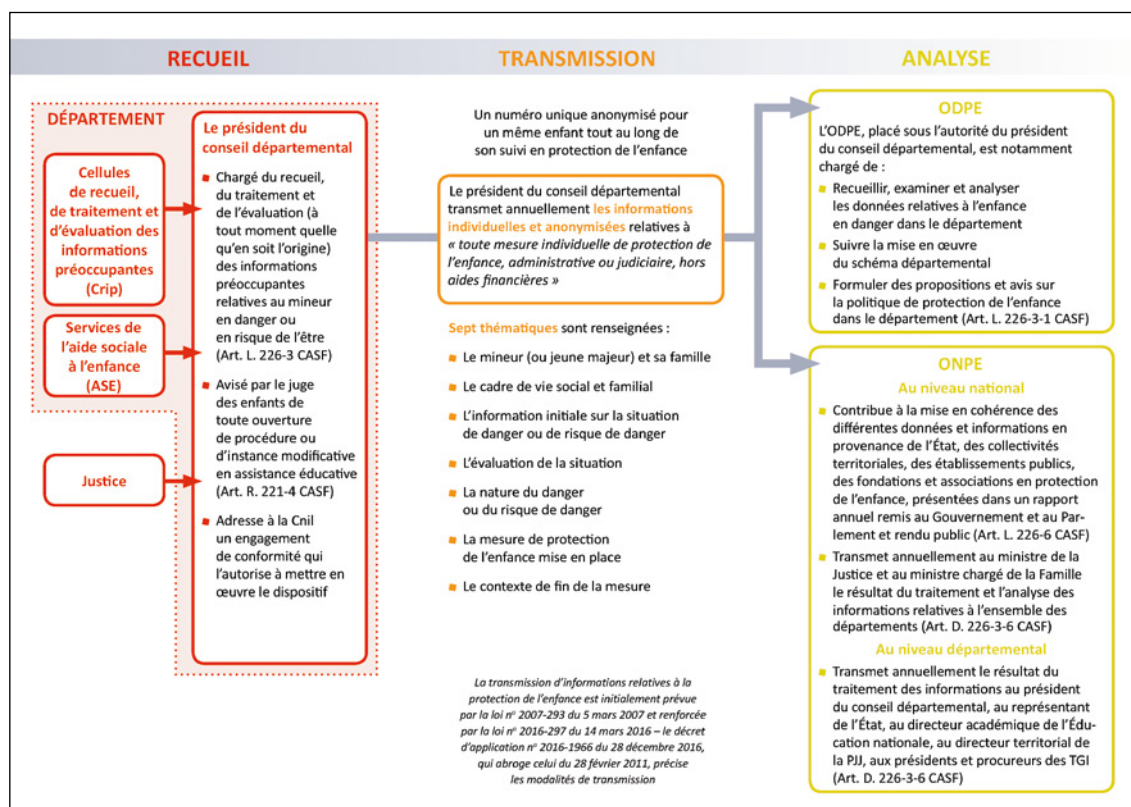 RECUEIL
TRANSMISSION
ANALYSE
DÉPARTEMENT
Cellules
de recueil,
de traitement et
d'évaluation des
informations
préoccupantes
(Crip)
Services de
l'aide sociale
à l'enfance
(ASE)
Justice
Le président du
conseil départemental
Chargé du recueil,
du traitement et
de l'évaluation (à
tout moment quelle
qu'en soit l'origine)
des informations
préoccupantes
relatives au mineur
en danger ou
en risque de l'être
(Art. L. 226-3 CASF)
Avisé par le juge
des enfants de
toute ouverture
de procédure ou
d'instance modificative
en assistance éducative
(Art. R. 221-4 CASF)
Adresse à la Cnil
un engagement
de conformité qui
l'autorise à mettre en
œuvre le dispositif
Un numéro unique anonymisé pour
un même enfant tout au long de
son suivi en protection de l'enfance
Le président du conseil départemental
transmet annuellement les informations
individuelles et anonymisées relatives à
« toute mesure individuelle de protection de
l'enfance, administrative ou judiciaire, hors
aides financières »
Sept thématiques sont renseignées :
Le mineur (ou jeune majeur) et sa famille
Le cadre de vie social et familial
L'information initiale sur la situation
de danger ou de risque de danger
L'évaluation de la situation
La nature du danger
ou du risque de danger
La mesure de protection
de l'enfance mise en place
Le contexte de fin de la mesure
La transmission d'informations relatives à la
protection de l'enfance est initialement prévue
par la loi nº 2007-293 du 5 mars 2007 et renforcée
par la loi nº 2016-297 du 14 mars 2016 – le décret
d'application nº 2016-1966 du 28 décembre 2016,
qui abroge celui du 28 février 2011, précise
les modalités de transmission
ODPE
L'ODPE, placé sous l'autorité du président
du conseil départemental, est notamment
chargé de :
Recueillir, examiner et analyser
les données relatives à l'enfance
en danger dans le département
Suivre la mise en œuvre
du schéma départemental
Formuler des propositions et avis sur
la politique de protection de l'enfance
dans le département (Art. L. 226-3-1 CASF)
ONPE
Au niveau national
Contribue à la mise en cohérence des
différentes données et informations en
provenance de l'État, des collectivités
territoriales, des établissements publics,
des fondations et associations en protection
de l'enfance, présentées dans un rapport
annuel remis au Gouvernement et au Par-
lement et rendu public (Art. L. 226-6 CASF)
Transmet annuellement au ministre de la
Justice et au ministre chargé de la Famille
le résultat du traitement et l'analyse des
informations relatives à l'ensemble des
départements (Art. D. 226-3-6 CASF)
Au niveau départemental
Transmet annuellement le résultat du
traitement des informations au président
du conseil départemental, au représentant
de l'État, au directeur académique de l'Édu-
cation nationale, au directeur territorial de
la PJJ, aux présidents et procureurs des TGI
(Art. D. 226-3-6 CASF)